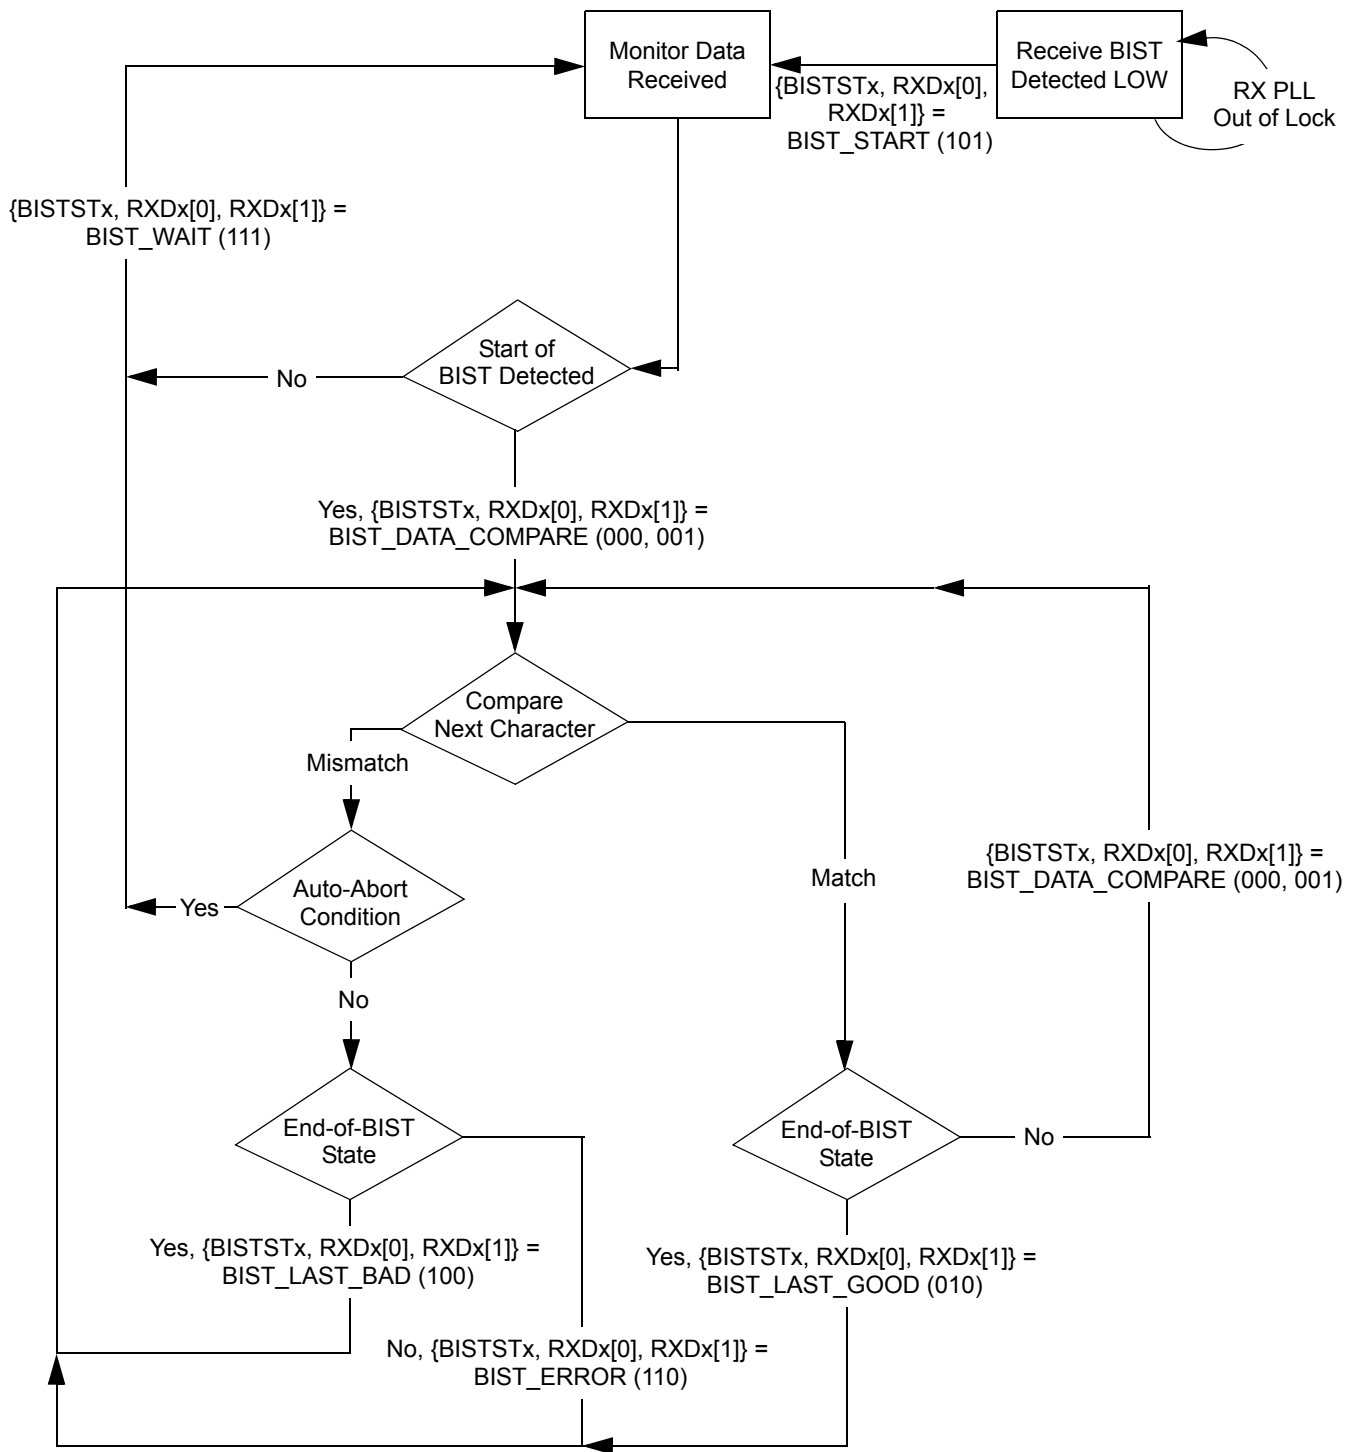 Monitor Data
Received
Receive BIST
Detected LOW
RX PLL
Out of Lock
{BISTSTx, RXDx[0],
RXDx[1]} =
BIST_START (101)
{BISTSTx, RXDx[0], RXDx[1]} =
BIST_WAIT (111)
Start of
BIST Detected
No
Yes, {BISTSTx, RXDx[0], RXDx[1]} =
BIST_DATA_COMPARE (000, 001)
Compare
Next Character
Mismatch
Match
{BISTSTx, RXDx[0], RXDx[1]} =
BIST_DATA_COMPARE (000, 001)
Auto-Abort
Condition
Yes
No
End-of-BIST
State
End-of-BIST
State
No
Yes, {BISTSTx, RXDx[0], RXDx[1]} =
BIST_LAST_BAD (100)
Yes, {BISTSTx, RXDx[0], RXDx[1]} =
BIST_LAST_GOOD (010)
No, {BISTSTx, RXDx[0], RXDx[1]} =
BIST_ERROR (110)